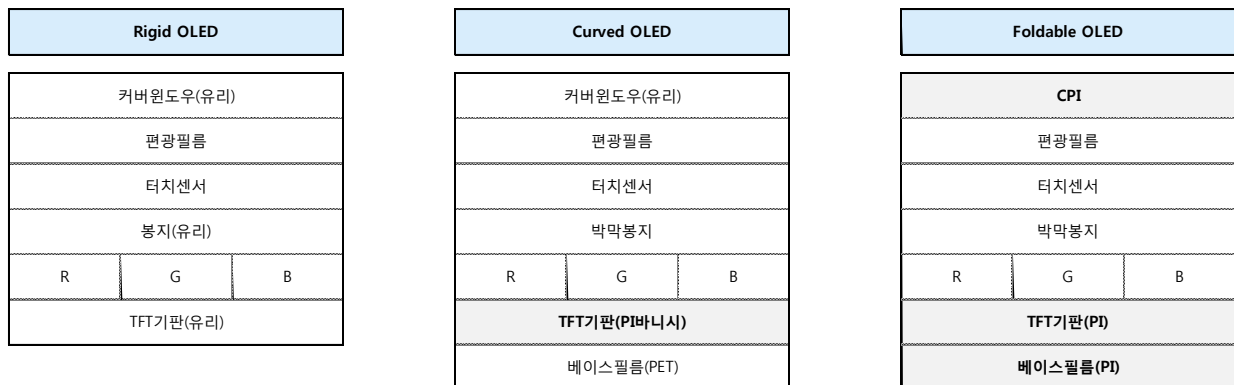 Rigid OLED
커버윈도우(유리)
편광필름
터치센서
봉지(유리)
R G B
TFT기판(유리)
Curved OLED
커버윈도우(유리)
편광필름
터치센서
박막봉지
R G B
TFT기판(PI바니시)
베이스필름(PET)
Foldable OLED
CPI
편광필름
터치센서
박막봉지
R G B
TFT기판(PI)
베이스필름(PI)